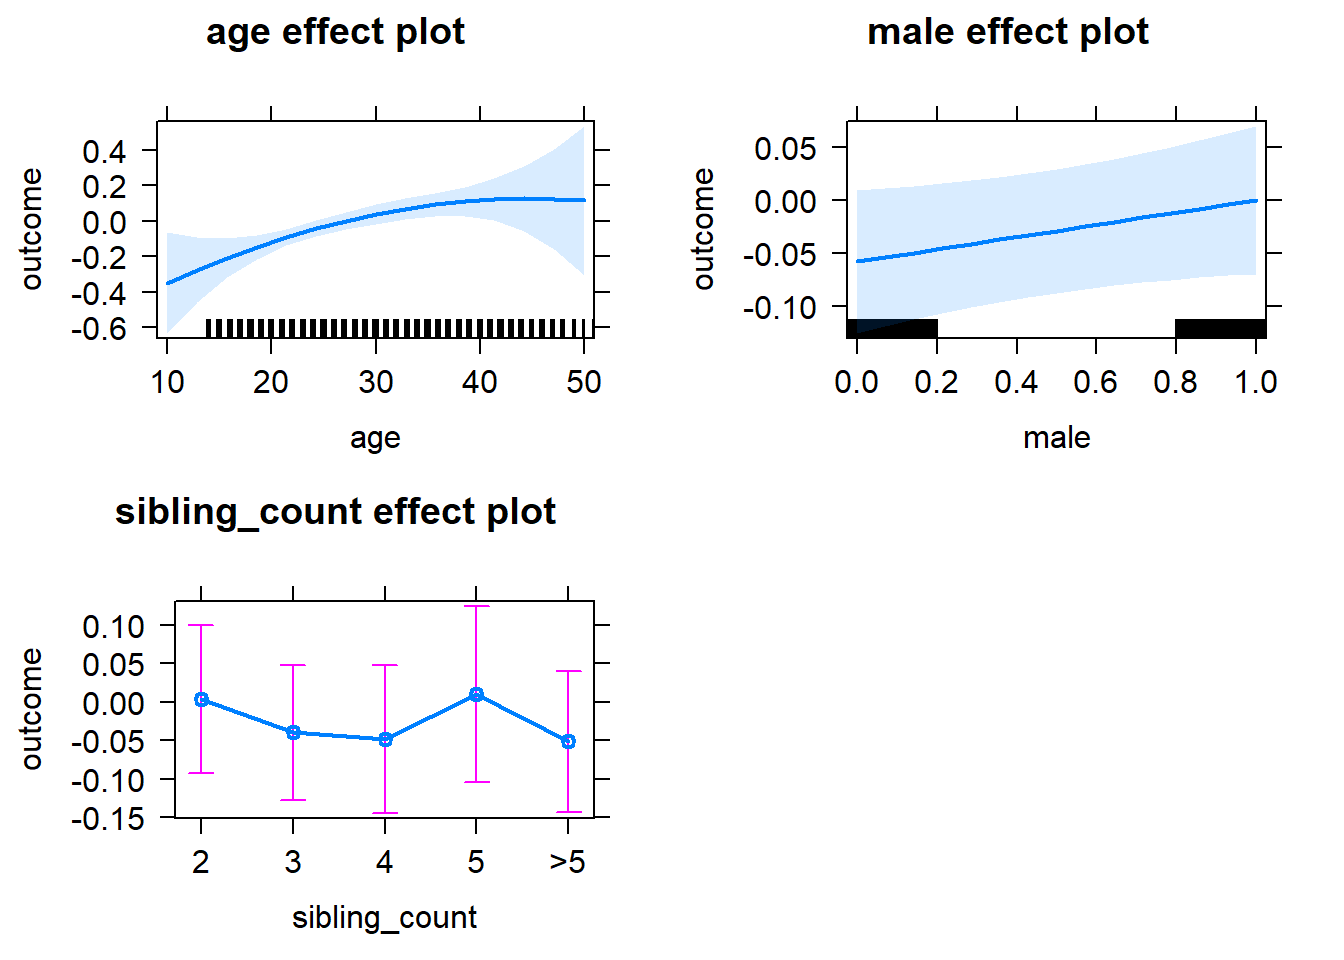 age effect plot
outcome
0.4
0.2
0.0
-0.2
-0.4
-0.6
10 20 30 40 50
age
male effect plot
outcome
0.05
0.00
-0.05
-0.10
0.0 0.2 0.4 0.6 0.8 1.0
male
sibling_count effect plot
outcome
0.10
0.05
0.00
-0.05
-0.10
-0.15
2 3 4 5 >5
sibling_count